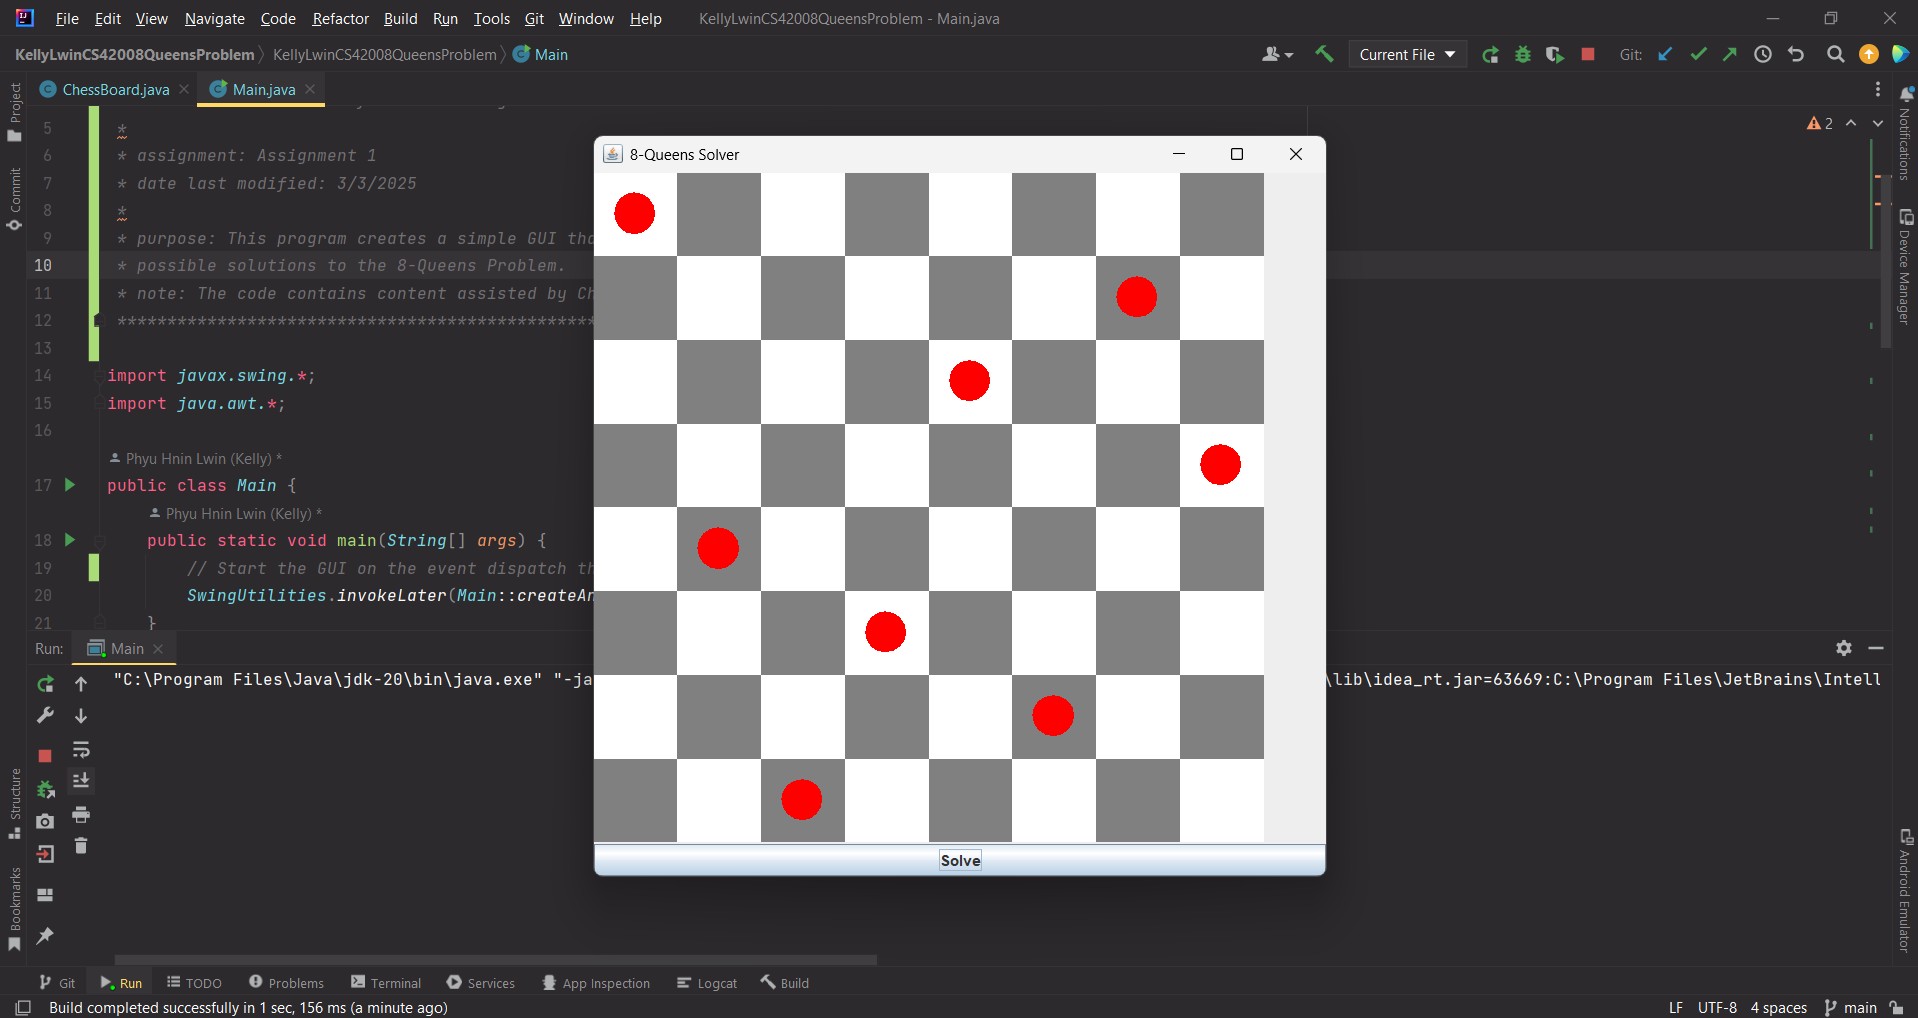 File Edit View Navigate Code Refactor Build Run Tools Git Window Help KellyLwinCS42008QueensProblem - Main.java
KellyLwinCS42008QueensProblem KellyLwinCS42008QueensProblem Main Current File Git:
ChessBoard.java Main.java
5 *
6 * assignment: Assignment 1
7 * date last modified: 3/3/2025
8 *
9 * purpose: This program creates a simple GUI tha
10 * possible solutions to the 8-Queens Problem.
11 * note: The code contains content assisted by Ch
12 ************************************************
13
14 import javax.swing.*;
15 import java.awt.*;
16
Phyu Hnin Lwin (Kelly) *
17 public class Main {
Phyu Hnin Lwin (Kelly) *
18 public static void main(String[] args) {
19 // Start the GUI on the event dispatch th
20 SwingUtilities.invokeLater(Main::createAn
21 }
2
8-Queens Solver
Solve
Run: Main
"C:\Program Files\Java\jdk-20\bin\java.exe" "-ja
\lib\idea_rt.jar=63669:C:\Program Files\JetBrains\Intell
Project
Commit
Structure
Bookmarks
Notifications
Device Manager
Android Emulator
Git Run TODO Problems Terminal Services App Inspection Logcat Build
Build completed successfully in 1 sec, 156 ms (a minute ago) LF UTF-8 4 spaces main